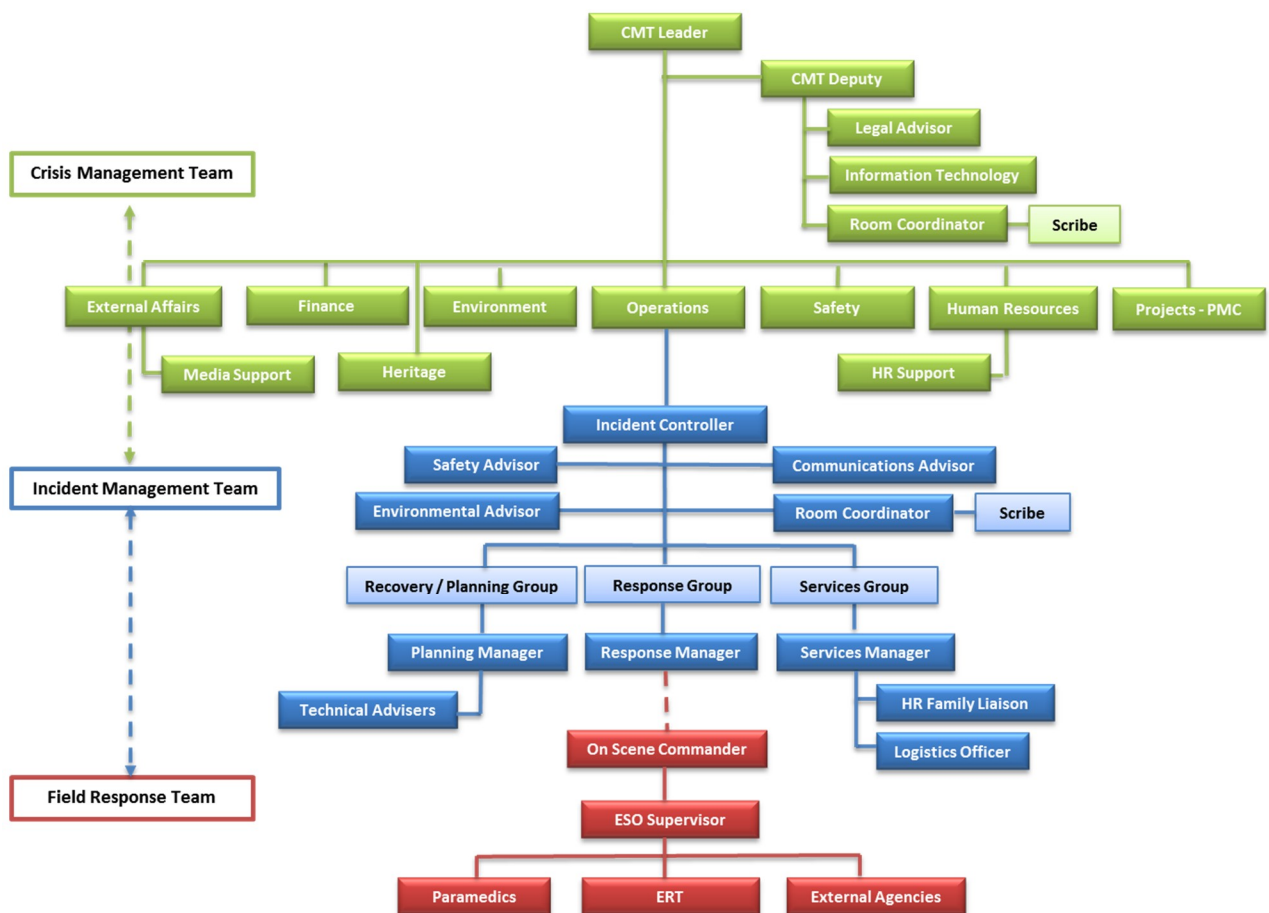 CMT Leader
CMT Deputy
Legal Advisor
Crisis Management Team
Information Technology
Room Coordinator
Scribe
External Affairs
Finance
Environment
Operations
Safety
Human Resources
Projects - PMC
Media Support
Heritage
HR Support
Incident Controller
Safety Advisor
Communications Advisor
Incident Management Team
Environmental Advisor
Room Coordinator
Scribe
Recovery / Planning Group
Response Group
Services Group
Planning Manager
Response Manager
Services Manager
Technical Advisers
HR Family Liaison
On Scene Commander
Logistics Officer
Field Response Team
ESO Supervisor
Paramedics
ERT
External Agencies